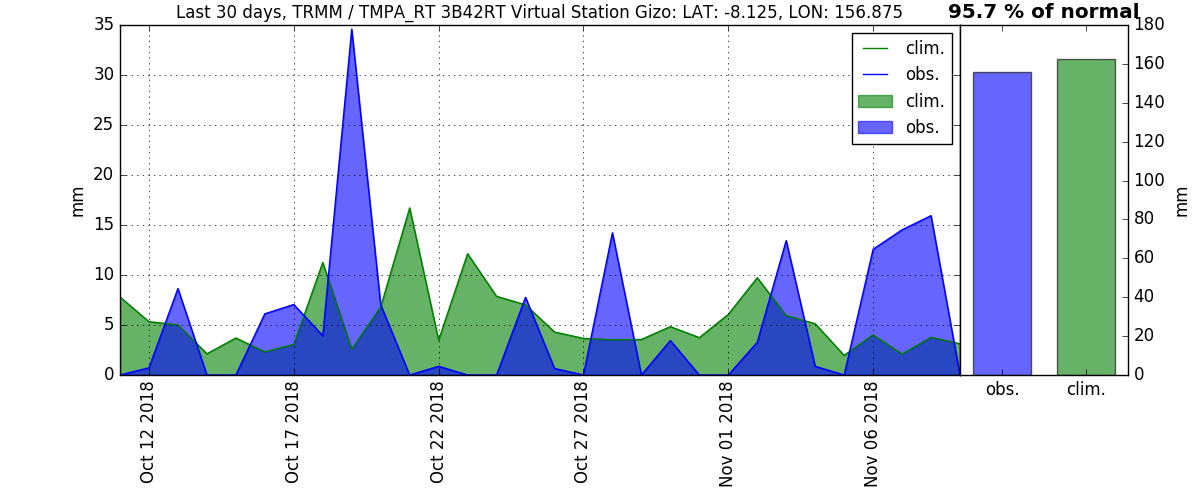 Last 30 days, TRMM / TMPA_RT 3B42RT Virtual Station Gizo: LAT: -8.125, LON: 156.875
95.7 % of normal
35
30
25
20
15
10
5
0
mm
clim.
obs.
clim.
obs.
Oct 12 2018
Oct 17 2018
Oct 22 2018
Oct 27 2018
Nov 01 2018
Nov 06 2018
180
160
140
120
100
80
60
40
20
0
mm
obs.
clim.